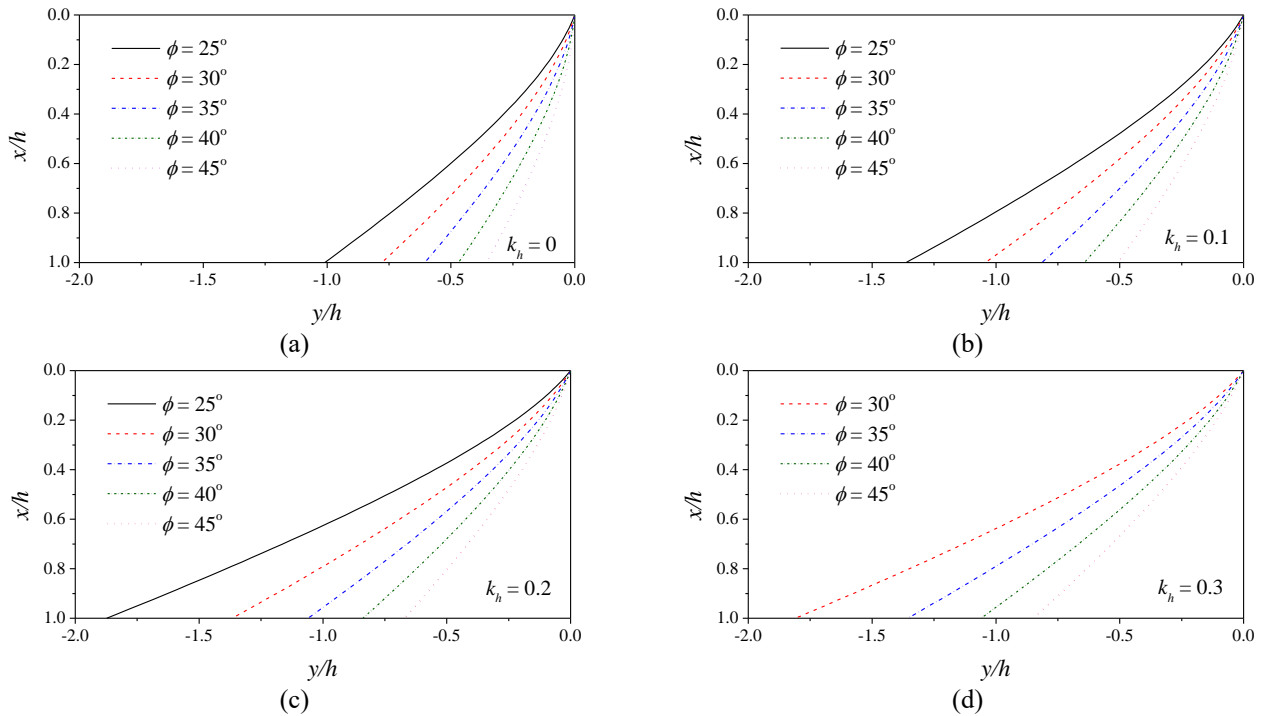 0.0
0.2
0.4
0.6
0.8
1.0
x/h
ϕ = 25°
ϕ = 30°
ϕ = 35°
ϕ = 40°
ϕ = 45°
k_h = 0
-2.0 -1.5 -1.0 -0.5 0.0
y/h
(a)
0.0
0.2
0.4
0.6
0.8
1.0
x/h
ϕ = 25°
ϕ = 30°
ϕ = 35°
ϕ = 40°
ϕ = 45°
k_h = 0.1
-2.0 -1.5 -1.0 -0.5 0.0
y/h
(b)
0.0
0.2
0.4
0.6
0.8
1.0
x/h
ϕ = 25°
ϕ = 30°
ϕ = 35°
ϕ = 40°
ϕ = 45°
k_h = 0.2
-2.0 -1.5 -1.0 -0.5 0.0
y/h
(c)
0.0
0.2
0.4
0.6
0.8
1.0
x/h
ϕ = 30°
ϕ = 35°
ϕ = 40°
ϕ = 45°
k_h = 0.3
-2.0 -1.5 -1.0 -0.5 0.0
y/h
(d)